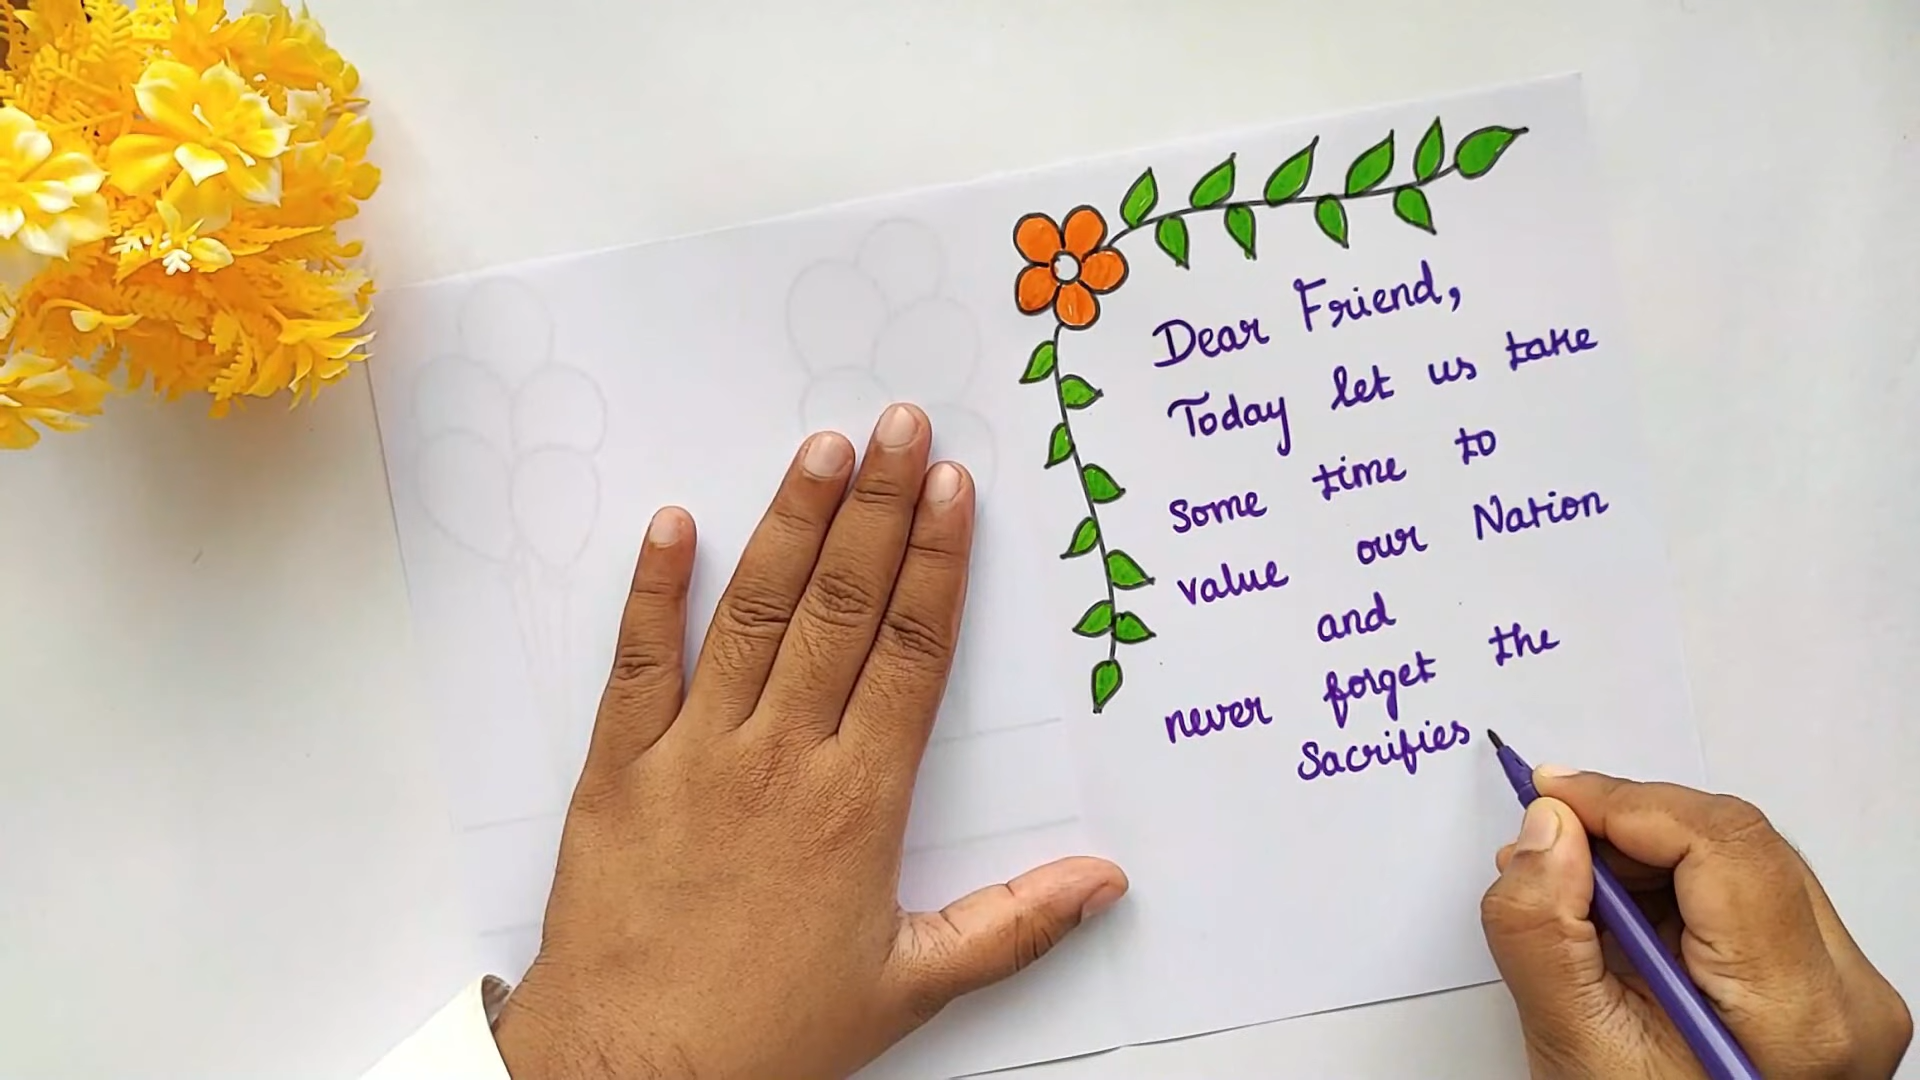 Dear Friend,
Today let us take
some time to
value our Nation
and
never forget the
Sacrifies